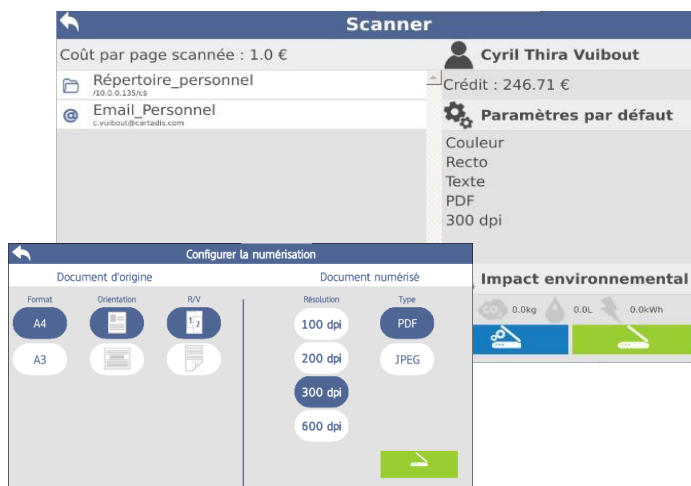 Scanner
Coût par page scannée : 1.0 €
Répertoire_personnel
/10.0.0.135/c$
@ Email_Personnel
c.vuibout@cartadis.com
Cyril Thira Vuibout
Crédit : 246.71 €
Paramètres par défaut
Couleur
Recto
Texte
PDF
300 dpi
Impact environnemental
CO₂ 0.0kg 0.0L 0.0kWh
Configurer la numérisation
Document d'origine
Format Orientation R/V
A4 1 2
A3
Document numérisé
Résolution Type
100 dpi PDF
200 dpi JPEG
300 dpi
600 dpi